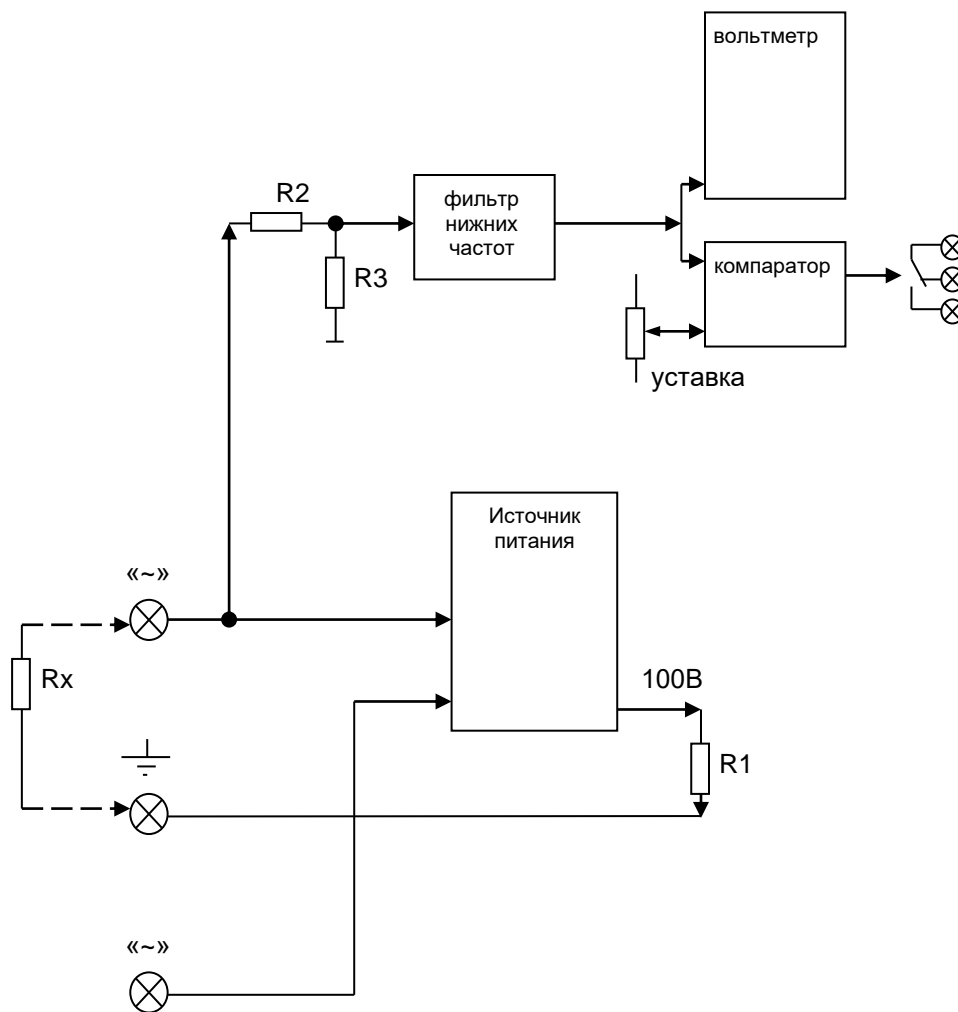 вольтметр
R2
фильтр
нижних
частот
R3
компаратор
уставка
Источник
питания
«~»
Rx
100В
R1
«~»